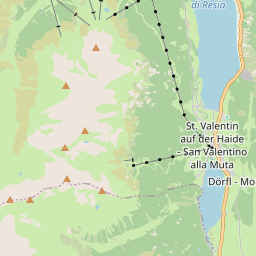 di Resia
St. Valentin
auf der Haide
- San Valentino
alla Muta
Dörfl - Mo